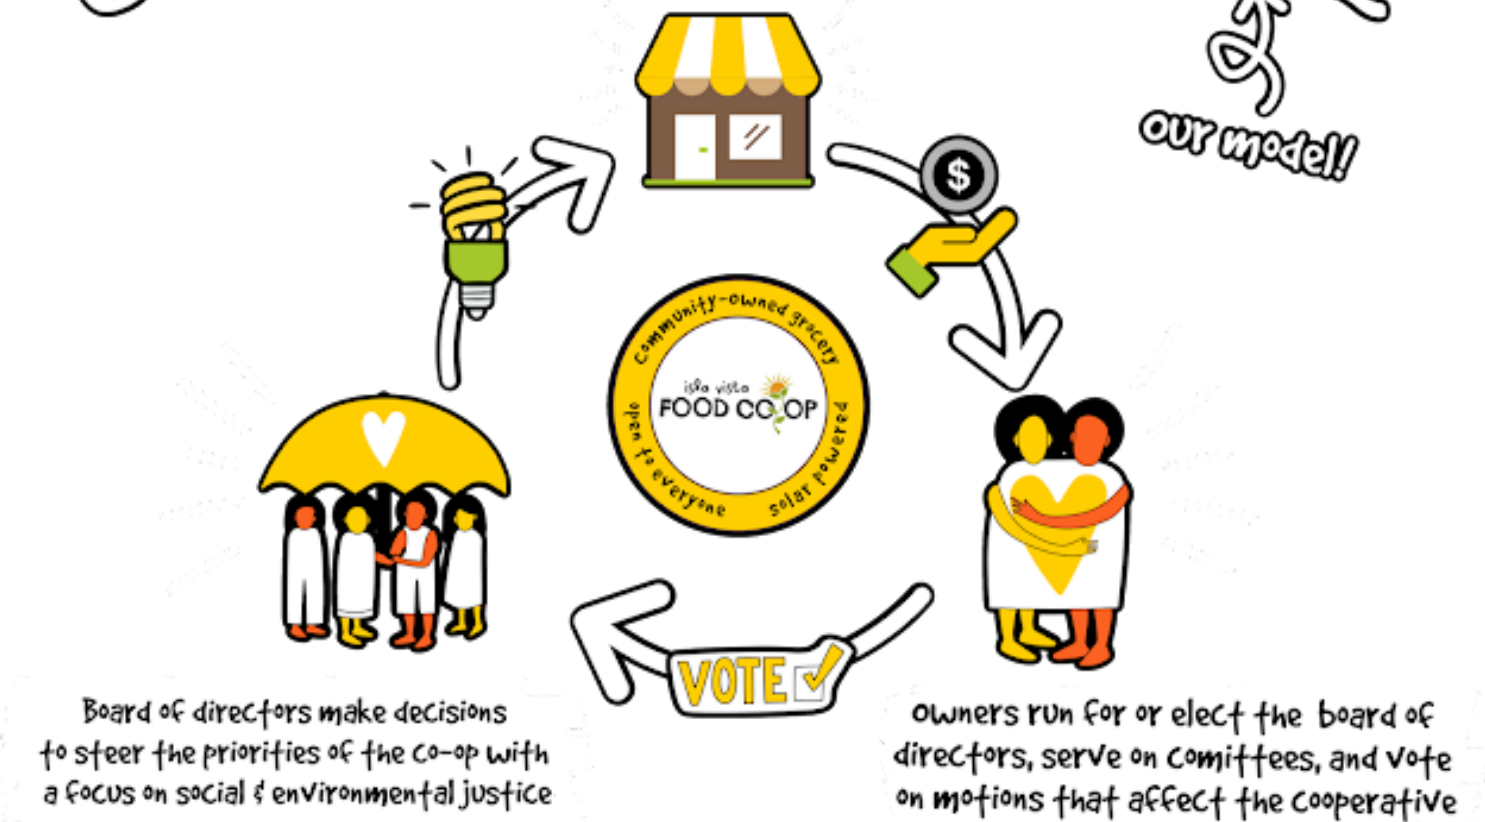 our model!
$
community-owned grocery
isla vista
FOOD CO OP
open to everyone
solar powered
VOTE
Board of directors make decisions
to steer the priorities of the co-op with
a focus on social & environmental justice
owners run for or elect the board of
directors, serve on comittees, and vote
on motions that affect the cooperative